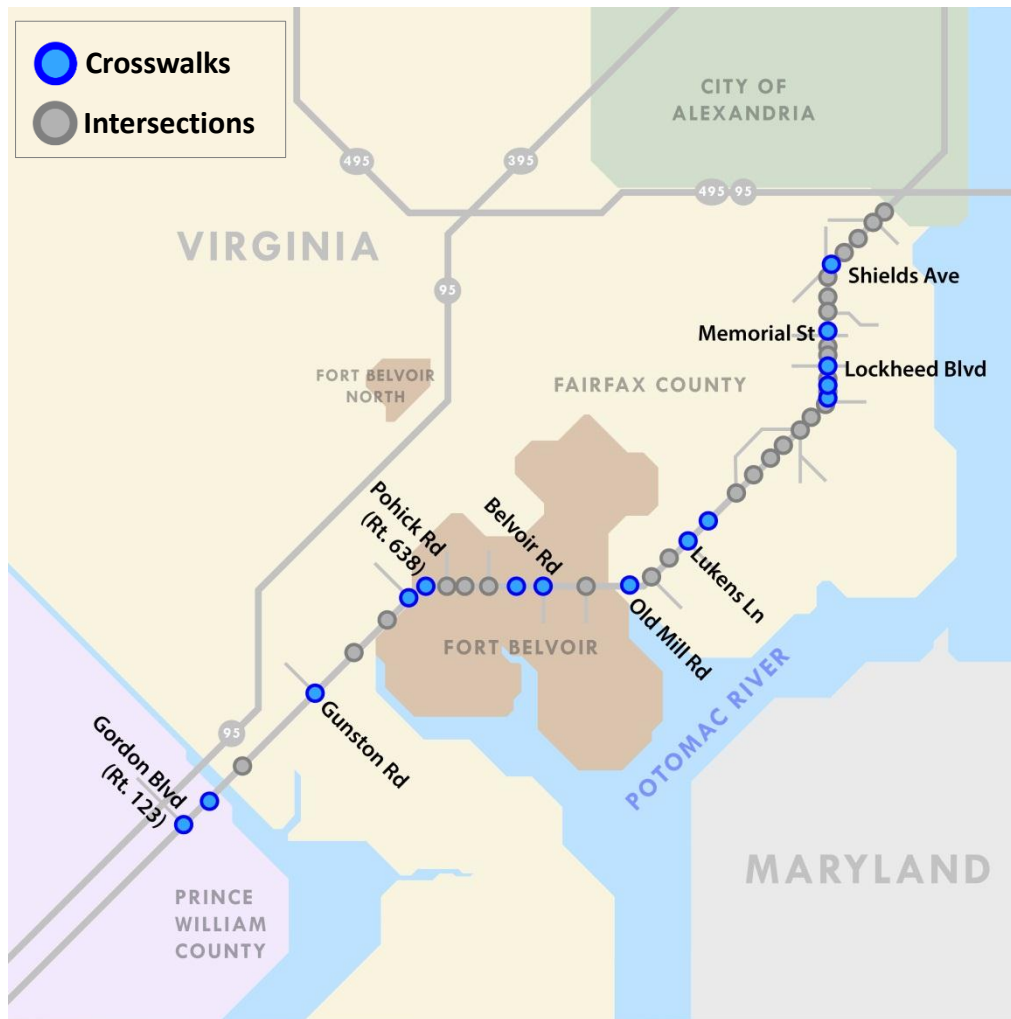 Crosswalks
Intersections
CITY OF
ALEXANDRIA
495
395
495 95
VIRGINIA
Shields Ave
95
Memorial St
Lockheed Blvd
FORT BELVOIR
NORTH
FAIRFAX COUNTY
Pohick Rd
(Rt. 638)
Belvoir Rd
Lukens Ln
Old Mill Rd
FORT BELVOIR
POTOMAC RIVER
Gunston Rd
95
Gordon Blvd
(Rt. 123)
MARYLAND
PRINCE
WILLIAM
COUNTY